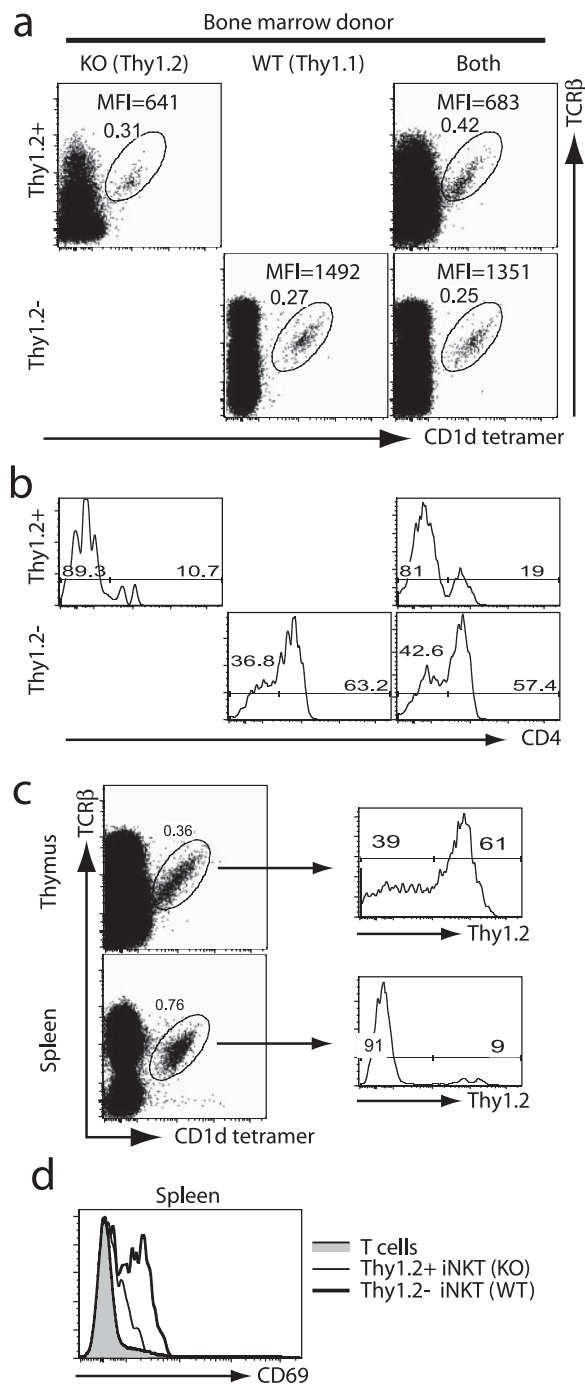 a
Bone marrow donor
KO (Thy1.2) WT (Thy1.1) Both
Thy1.2+
MFI=641
0.31
MFI=683
0.42
TCRβ
Thy1.2-
MFI=1492
0.27
MFI=1351
0.25
CD1d tetramer
b
Thy1.2+
89.3 10.7
81 19
Thy1.2-
36.8 63.2
42.6 57.4
CD4
c
TCRβ
Thymus
0.36
39 61
Thy1.2
Spleen
0.76
91 9
Thy1.2
CD1d tetramer
d
Spleen
T cells
Thy1.2+ iNKT (KO)
Thy1.2- iNKT (WT)
CD69